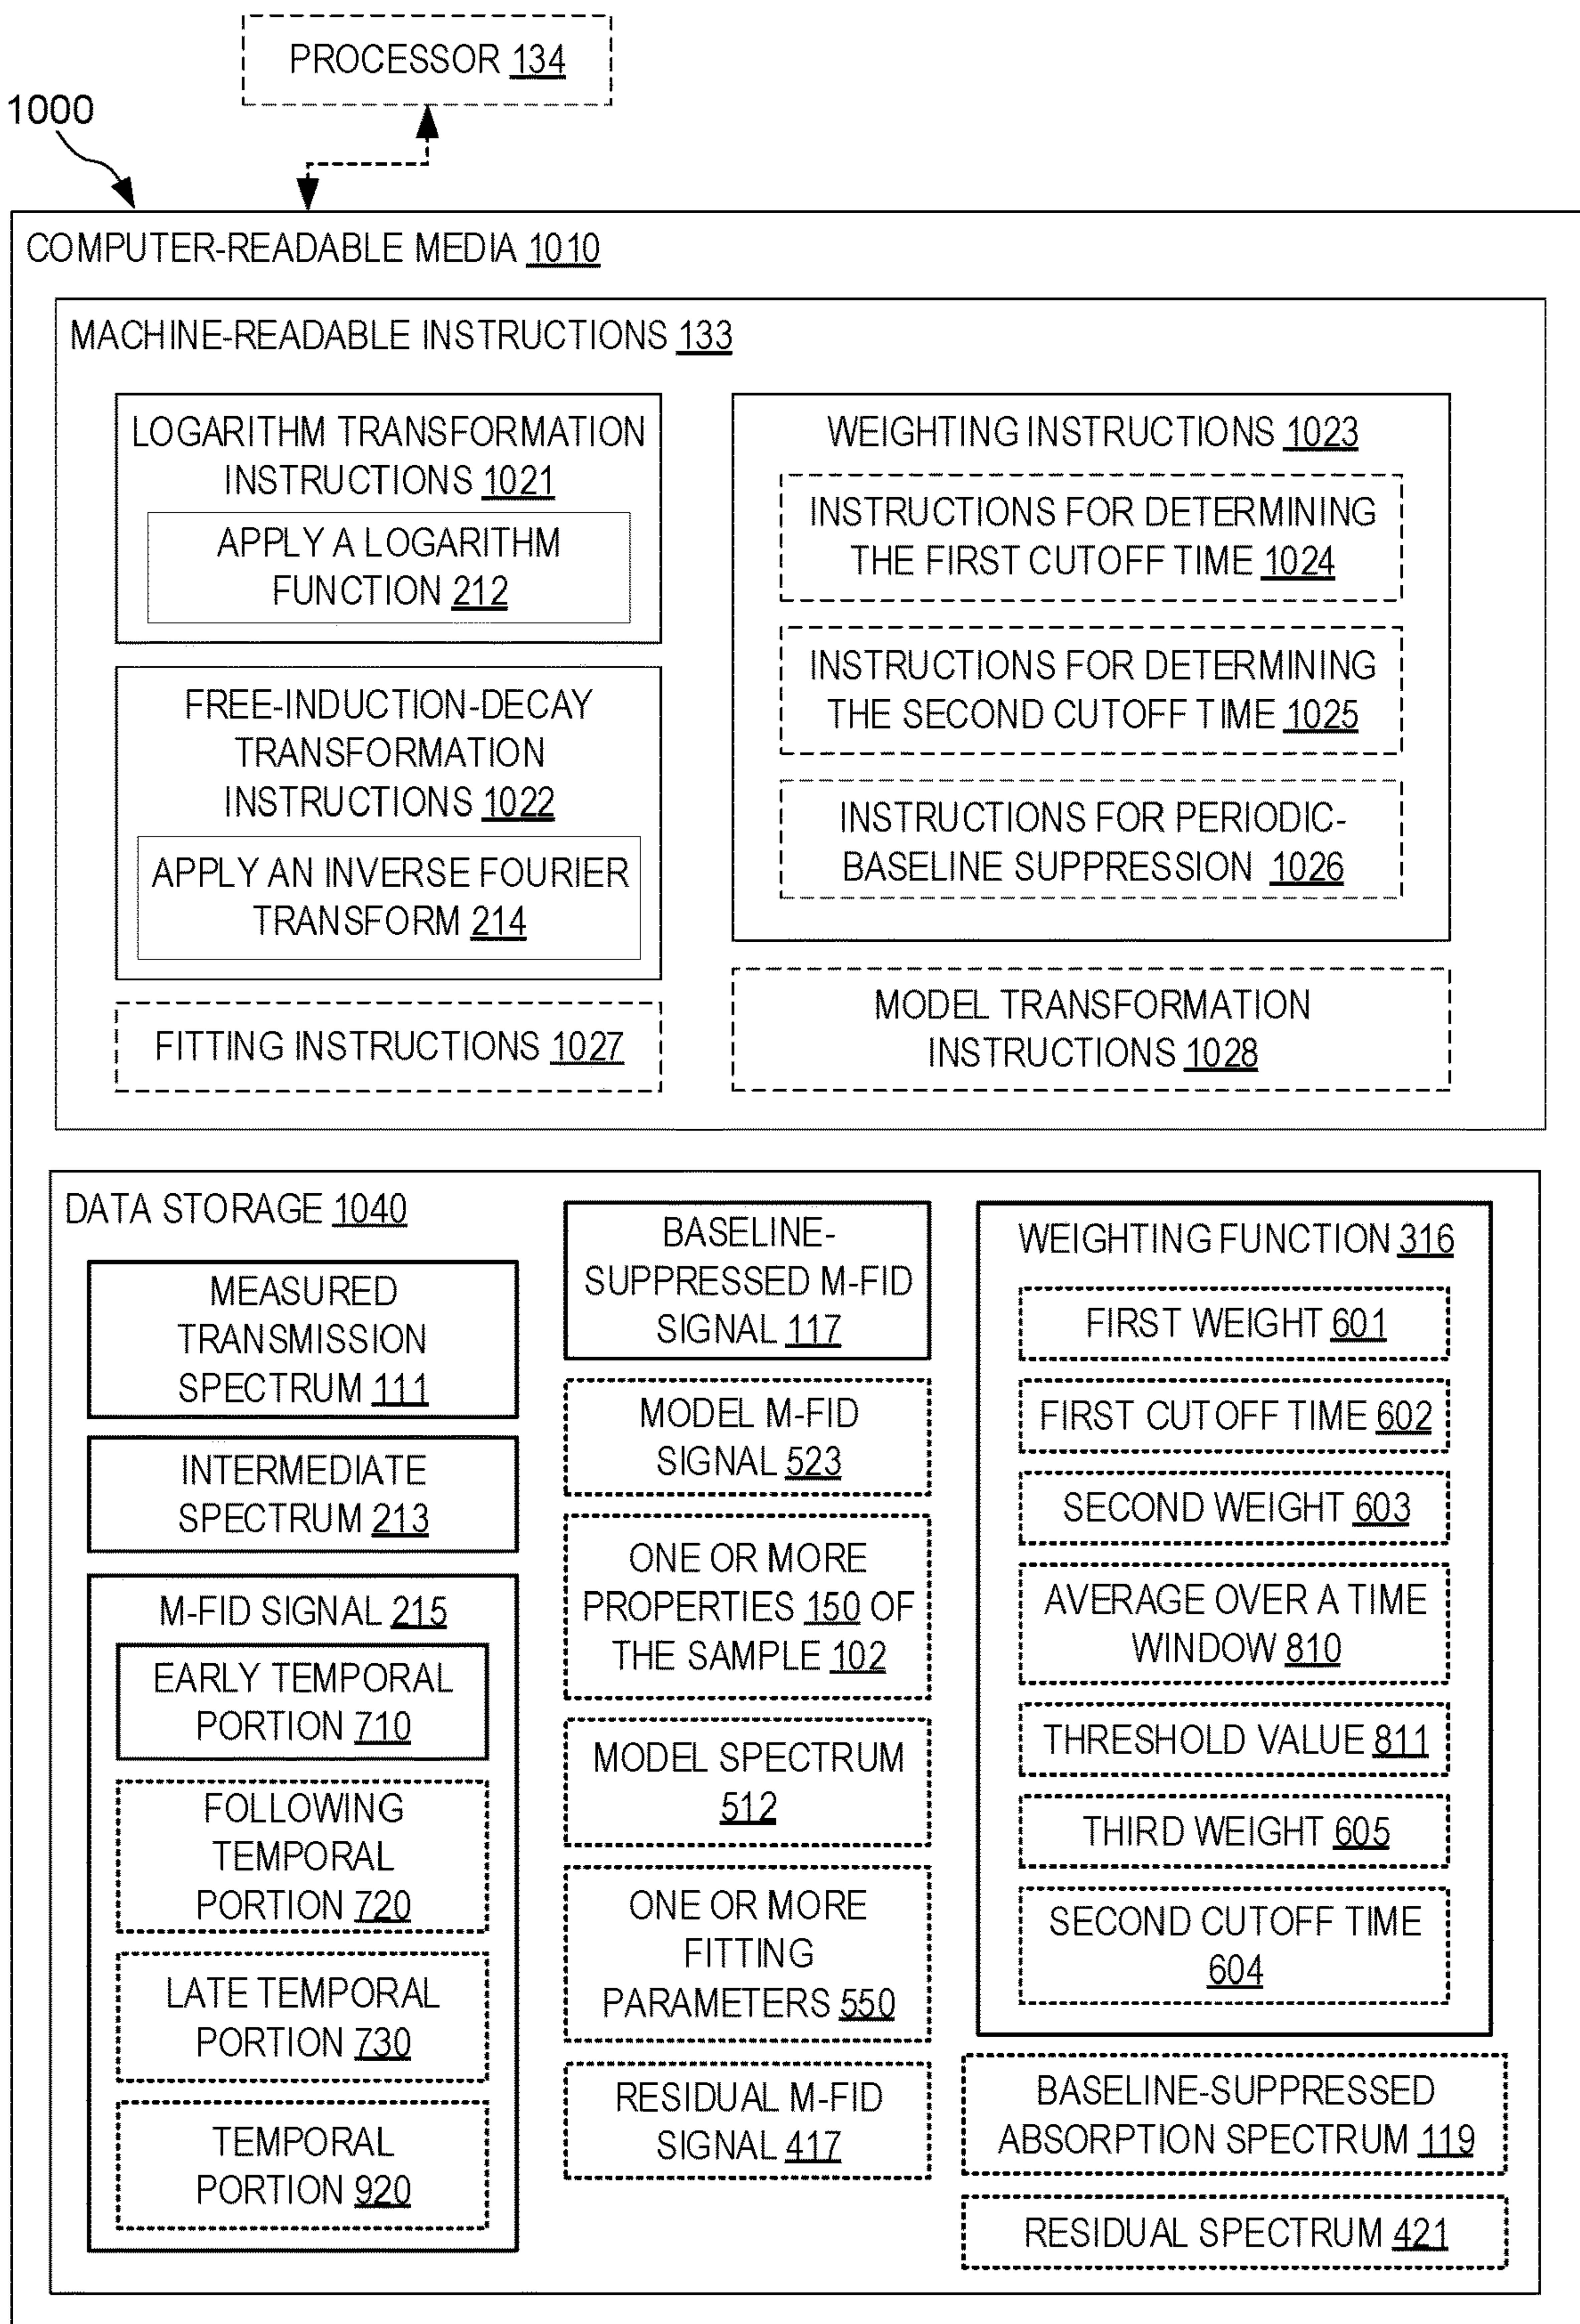 PROCESSOR 134
1000
COMPUTER-READABLE MEDIA 1010
MACHINE-READABLE INSTRUCTIONS 133
LOGARITHM TRANSFORMATION
INSTRUCTIONS 1021
APPLY A LOGARITHM
FUNCTION 212
FREE-INDUCTION-DECAY
TRANSFORMATION
INSTRUCTIONS 1022
APPLY AN INVERSE FOURIER
TRANSFORM 214
FITTING INSTRUCTIONS 1027
WEIGHTING INSTRUCTIONS 1023
INSTRUCTIONS FOR DETERMINING
THE FIRST CUTOFF TIME 1024
INSTRUCTIONS FOR DETERMINING
THE SECOND CUTOFF TIME 1025
INSTRUCTIONS FOR PERIODIC-
BASELINE SUPPRESSION 1026
MODEL TRANSFORMATION
INSTRUCTIONS 1028
DATA STORAGE 1040
MEASURED
TRANSMISSION
SPECTRUM 111
INTERMEDIATE
SPECTRUM 213
M-FID SIGNAL 215
EARLY TEMPORAL
PORTION 710
FOLLOWING
TEMPORAL
PORTION 720
LATE TEMPORAL
PORTION 730
TEMPORAL
PORTION 920
BASELINE-
SUPPRESSED M-FID
SIGNAL 117
MODEL M-FID
SIGNAL 523
ONE OR MORE
PROPERTIES 150 OF
THE SAMPLE 102
MODEL SPECTRUM
512
ONE OR MORE
FITTING
PARAMETERS 550
RESIDUAL M-FID
SIGNAL 417
WEIGHTING FUNCTION 316
FIRST WEIGHT 601
FIRST CUTOFF TIME 602
SECOND WEIGHT 603
AVERAGE OVER A TIME
WINDOW 810
THRESHOLD VALUE 811
THIRD WEIGHT 605
SECOND CUTOFF TIME
604
BASELINE-SUPPRESSED
ABSORPTION SPECTRUM 119
RESIDUAL SPECTRUM 421